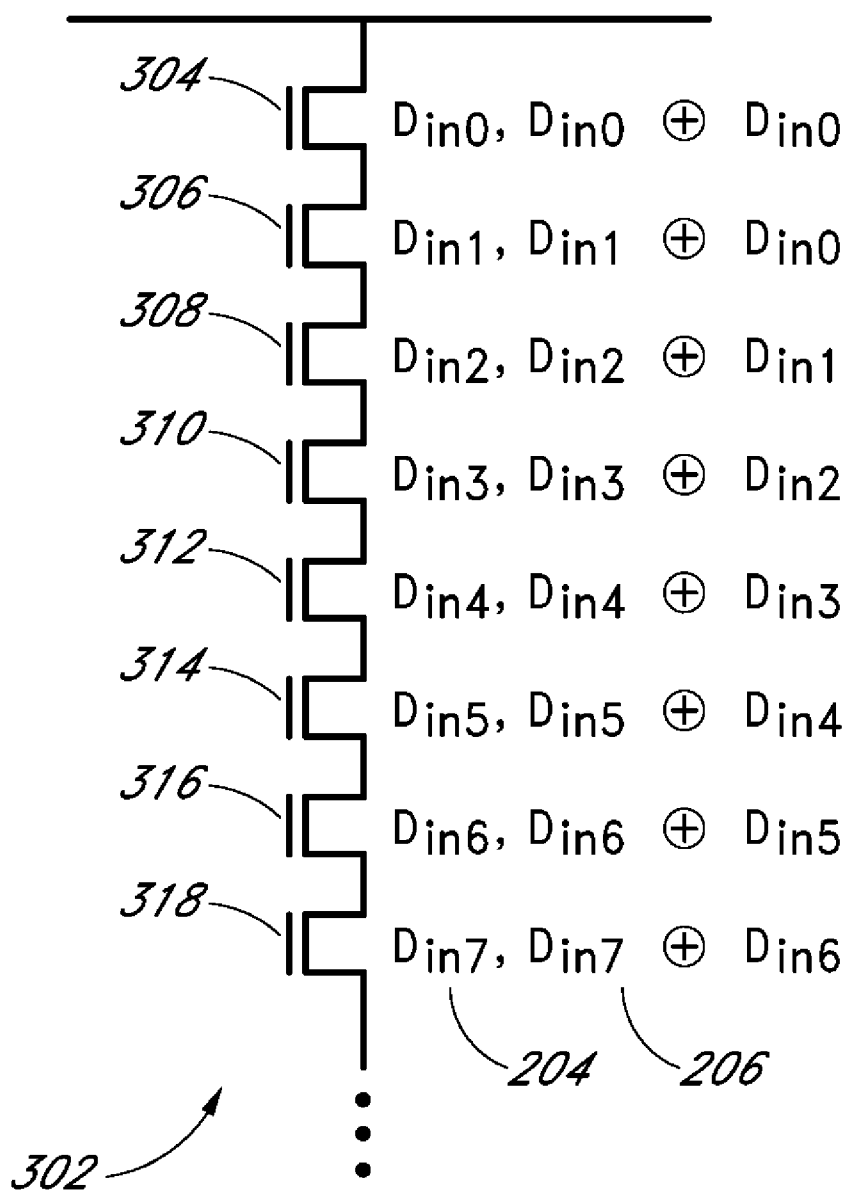 304 Din0, Din0 ⊕ Din0
306 Din1, Din1 ⊕ Din0
308 Din2, Din2 ⊕ Din1
310 Din3, Din3 ⊕ Din2
312 Din4, Din4 ⊕ Din3
314 Din5, Din5 ⊕ Din4
316 Din6, Din6 ⊕ Din5
318 Din7, Din7 ⊕ Din6
204 206
302